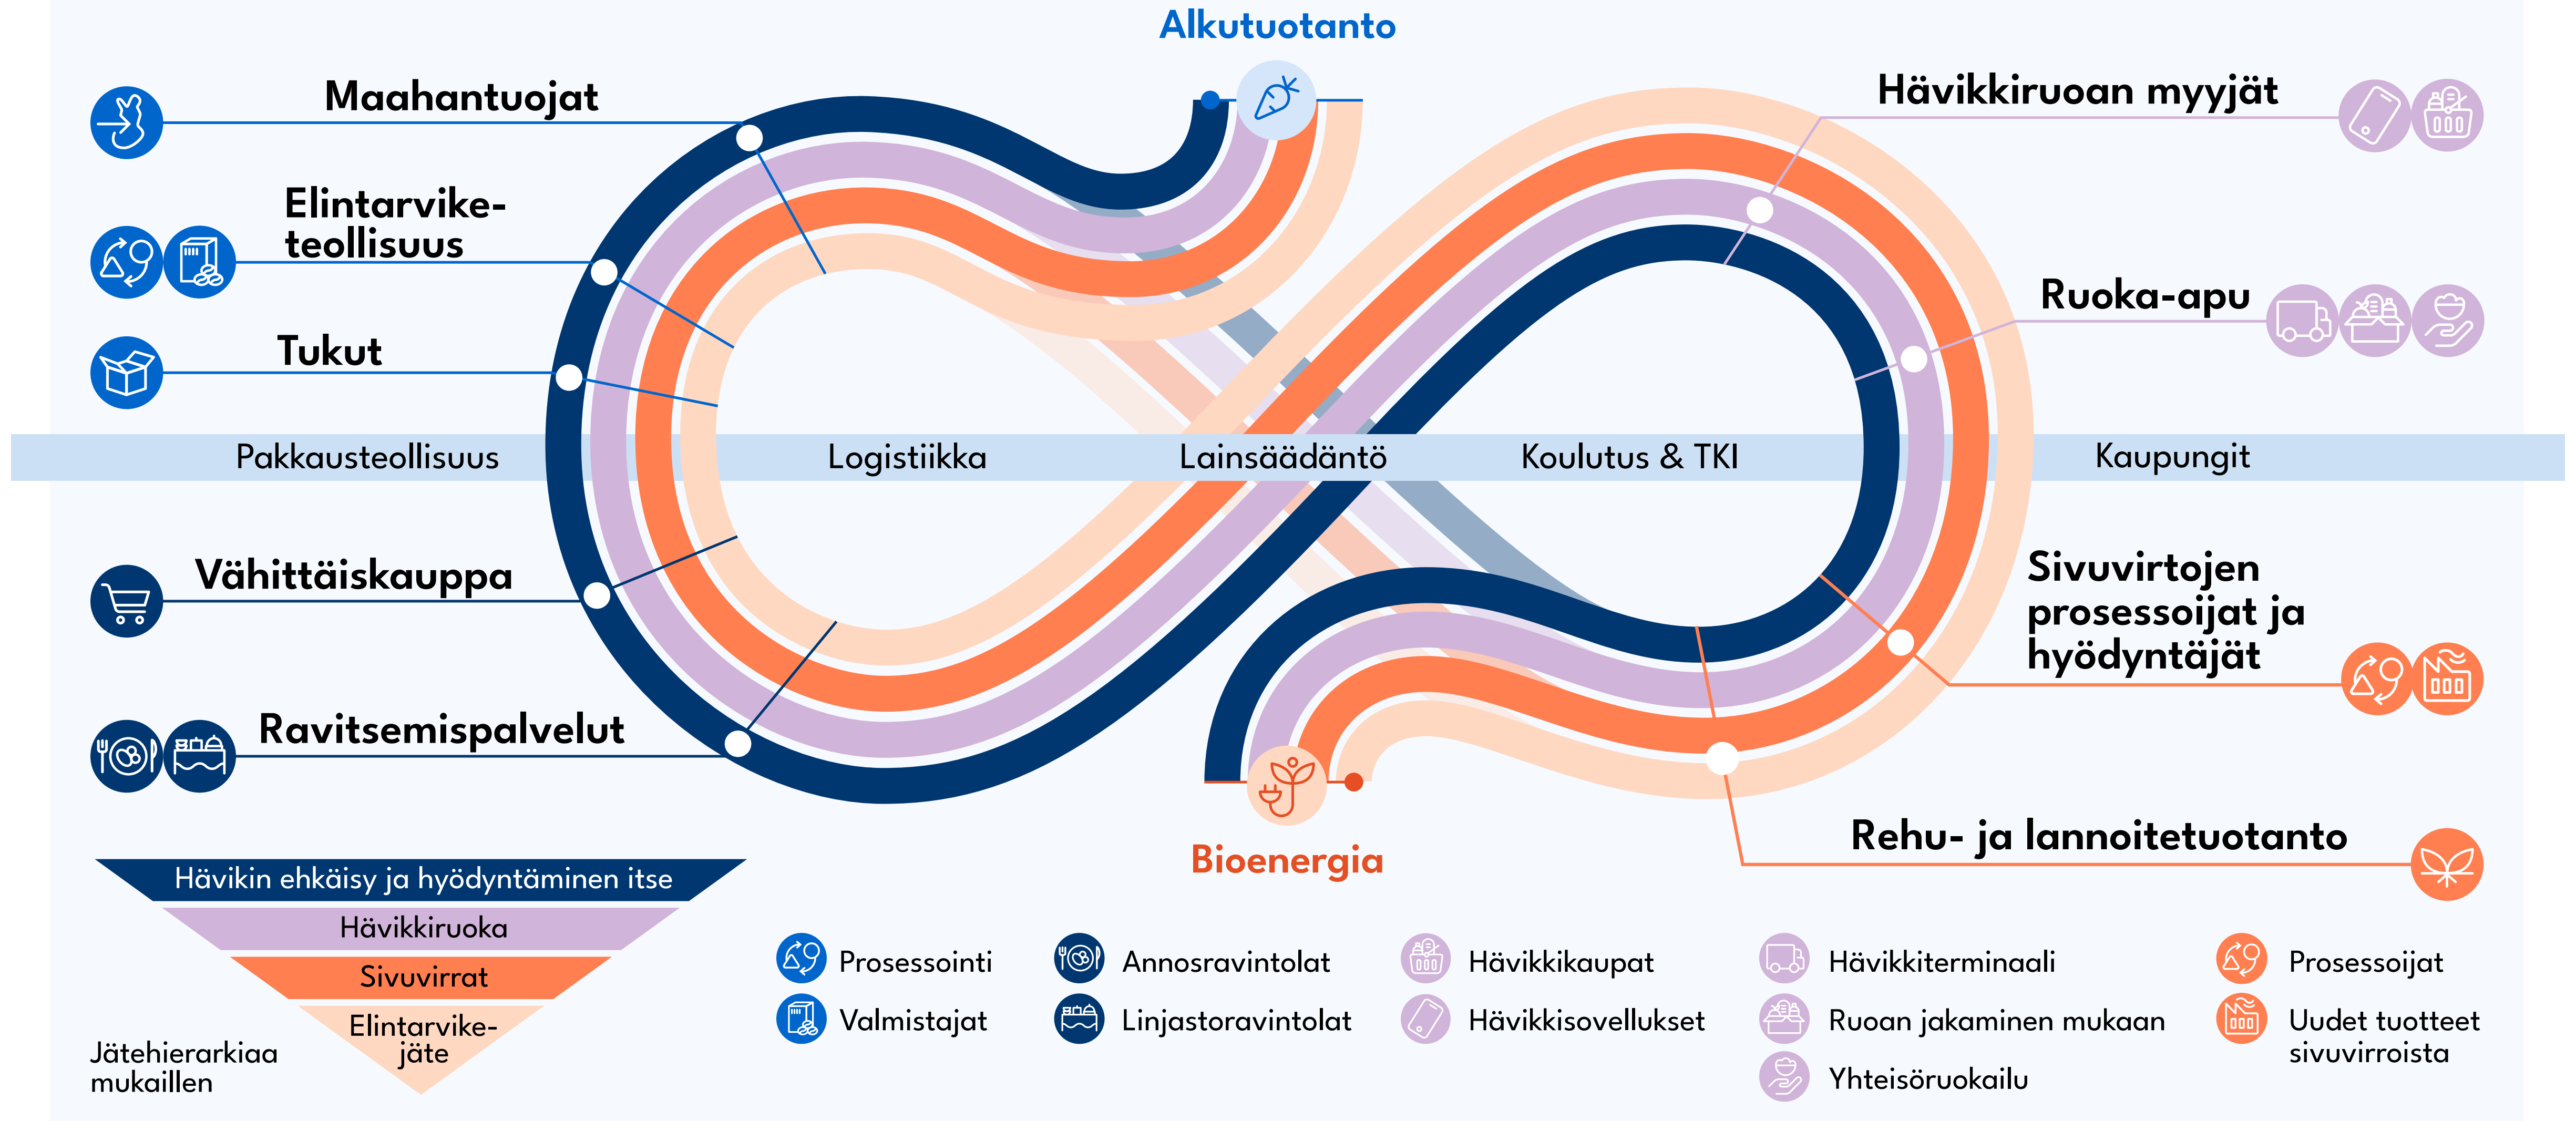 Alkutuotanto
Maahantuojat
Elintarvike-
teollisuus
Tukut
Hävikkiruoan myyjät
Ruoka-apu
Pakkausteollisuus
Logistiikka
Lainsäädäntö
Koulutus & TKI
Kaupungit
Vähittäiskauppa
Ravitsemispalvelut
Sivuvirtojen
prosessoijat ja
hyödyntäjät
Rehu- ja lannoitetuotanto
Bioenergia
Hävikin ehkäisy ja hyödyntäminen itse
Hävikkiruoka
Sivuvirrat
Elintarvike-
jäte
Jätehierarkiaa
mukaillen
Prosessointi
Valmistajat
Annosravintolat
Linjastoravintolat
Hävikkikaupat
Hävikkisovellukset
Hävikkiterminaali
Ruoan jakaminen mukaan
Yhteisöruokailu
Prosessoijat
Uudet tuotteet
sivuvirroista